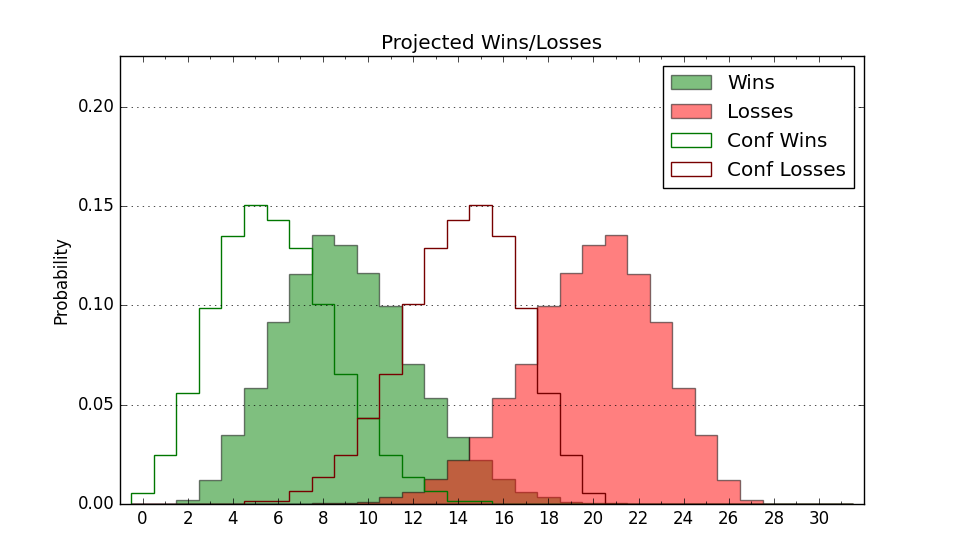 Projected Wins/Losses
Wins
Losses
Conf Wins
Conf Losses
Probability
0.20
0.15
0.10
0.05
0.00
0 2 4 6 8 10 12 14 16 18 20 22 24 26 28 30